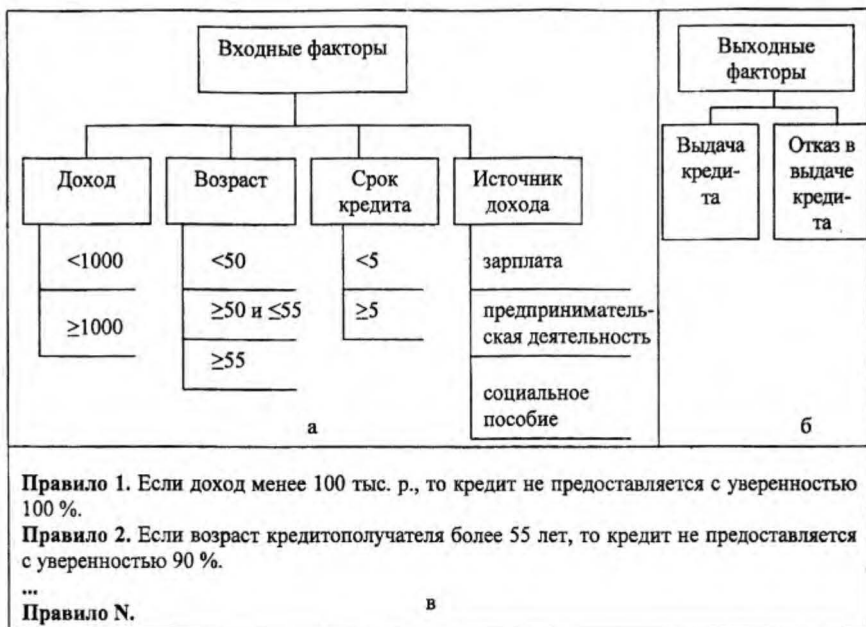 Входные факторы
Выходные
факторы
Доход
Возраст
Срок
кредита
Источник
дохода
Выдача
креди-
та
Отказ в
выдаче
креди-
та
<1000
≥1000
<50
≥50 и ≤55
≥55
<5
≥5
зарплата
предприниматель-
ская деятельность
социальное
пособие
а
б
Правило 1. Если доход менее 100 тыс. р., то кредит не предоставляется с уверенностью
100 %.
Правило 2. Если возраст кредитополучателя более 55 лет, то кредит не предоставляется
с уверенностью 90 %.
...
Правило N.
в